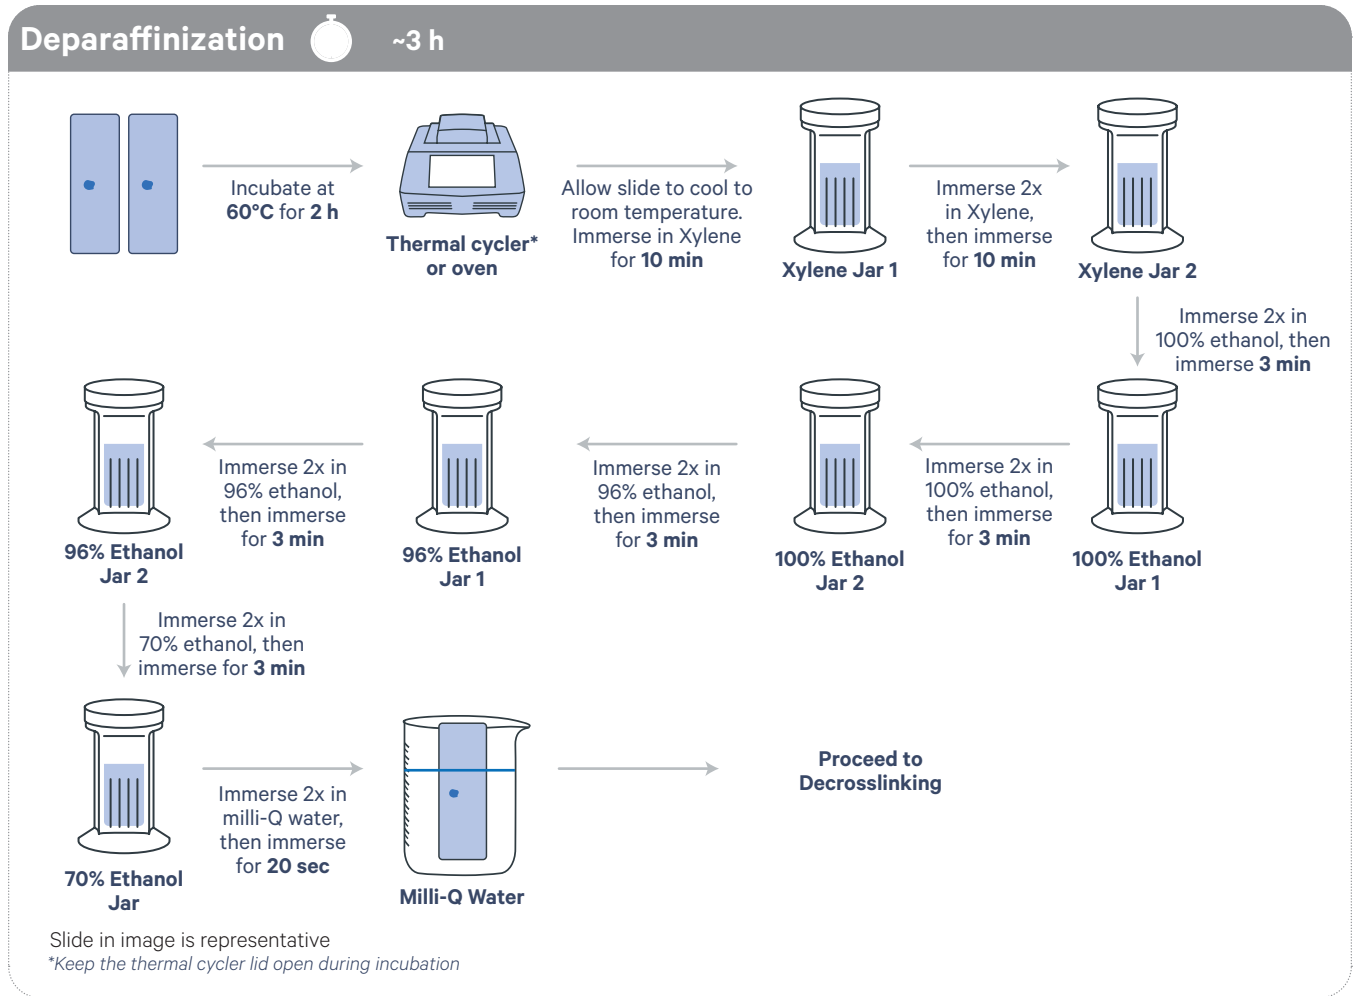 Deparaffinization ~3 h
Incubate at
60°C for 2 h
Thermal cycler*
or oven
Allow slide to cool to
room temperature.
Immerse in Xylene
for 10 min
Xylene Jar 1
Immerse 2x
in Xylene,
then immerse
for 10 min
Xylene Jar 2
Immerse 2x in
100% ethanol, then
immerse 3 min
100% Ethanol
Jar 1
Immerse 2x in
100% ethanol,
then immerse
for 3 min
100% Ethanol
Jar 2
Immerse 2x in
96% ethanol,
then immerse
for 3 min
96% Ethanol
Jar 1
Immerse 2x in
96% ethanol,
then immerse
for 3 min
96% Ethanol
Jar 2
Immerse 2x in
70% ethanol, then
immerse for 3 min
70% Ethanol
Jar
Immerse 2x in
milli-Q water,
then immerse
for 20 sec
Milli-Q Water
Proceed to
Decrosslinking
Slide in image is representative
*Keep the thermal cycler lid open during incubation